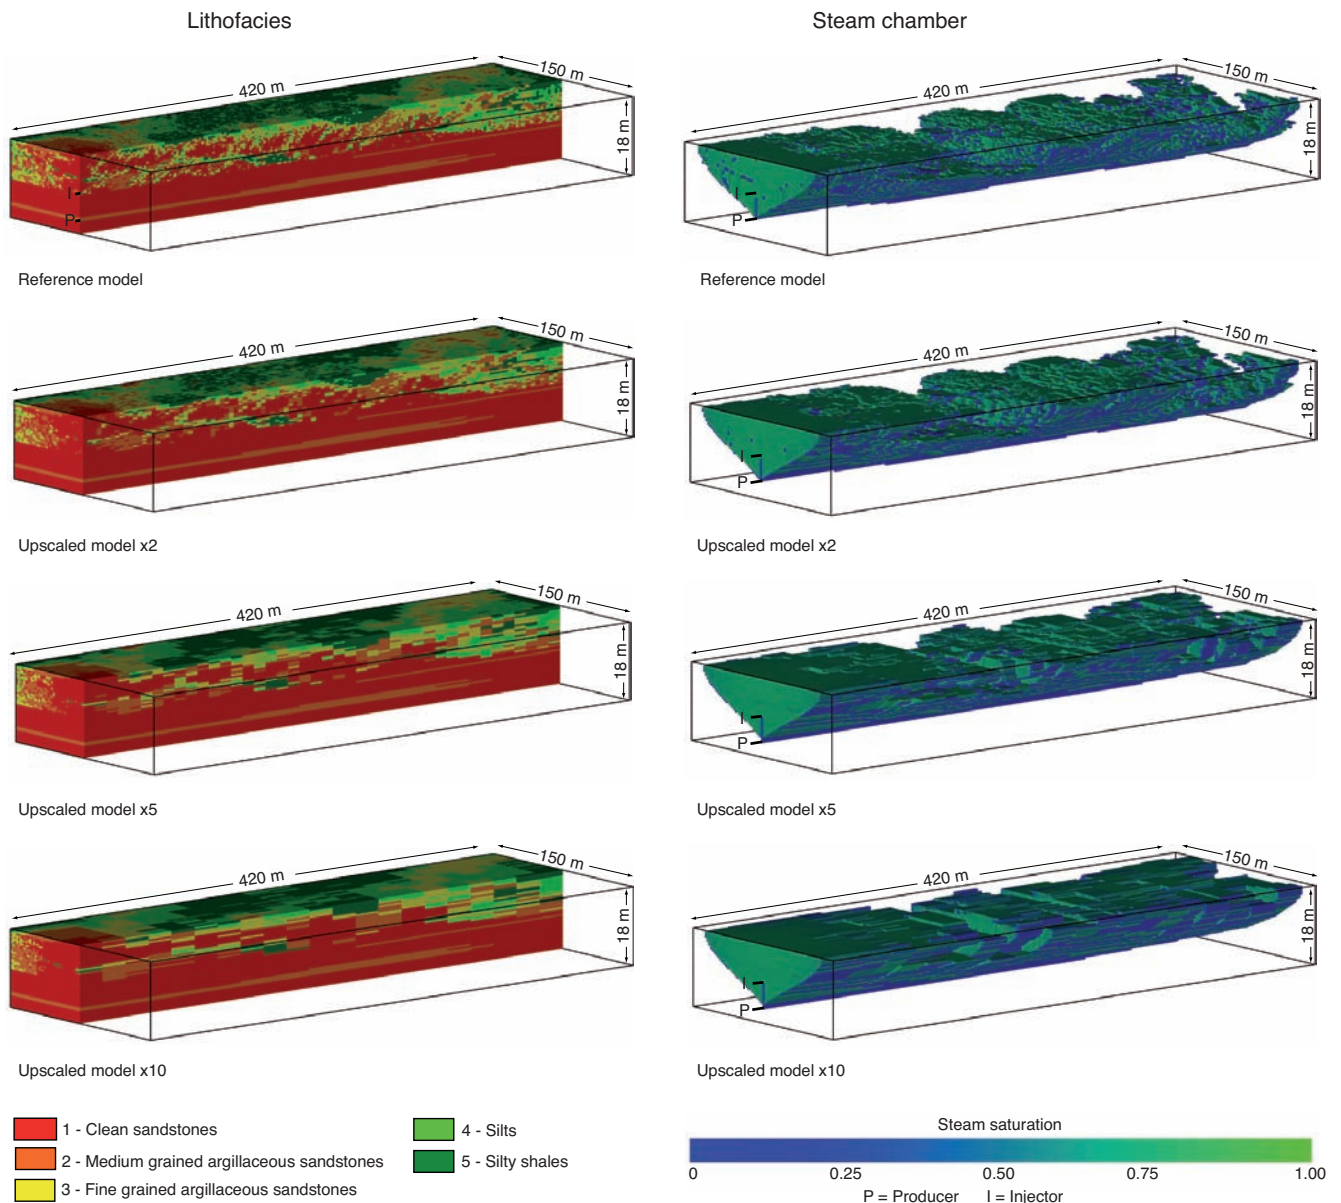 Lithofacies
Steam chamber
420 m
150 m
18 m
I
P
Reference model
420 m
150 m
18 m
I
P
Reference model
420 m
150 m
18 m
Upscaled model x2
420 m
150 m
18 m
I
P
Upscaled model x2
420 m
150 m
18 m
Upscaled model x5
420 m
150 m
18 m
I
P
Upscaled model x5
420 m
150 m
18 m
Upscaled model x10
420 m
150 m
18 m
I
P
Upscaled model x10
1 - Clean sandstones
2 - Medium grained argillaceous sandstones
3 - Fine grained argillaceous sandstones
4 - Silts
5 - Silty shales
Steam saturation
0 0.25 0.50 0.75 1.00
P = Producer I = Injector